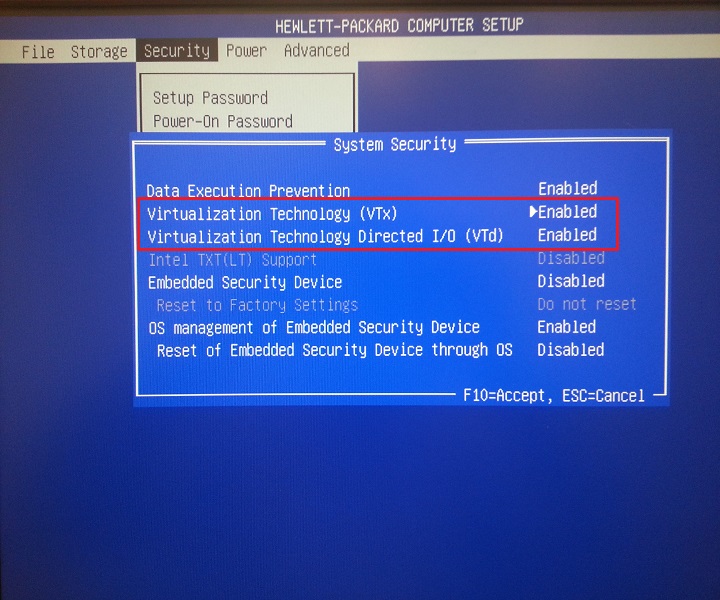 HEWLETT-PACKARD COMPUTER SETUP
File Storage Security Power Advanced
Setup Password
Power-On Password
System Security
Data Execution Prevention Enabled
Virtualization Technology (VTx) ▶Enabled
Virtualization Technology Directed I/O (VTd) Enabled
Intel TXT(LT) Support Disabled
Embedded Security Device Disabled
Reset to Factory Settings Do not reset
OS management of Embedded Security Device Enabled
Reset of Embedded Security Device through OS Disabled
F10=Accept, ESC=Cancel